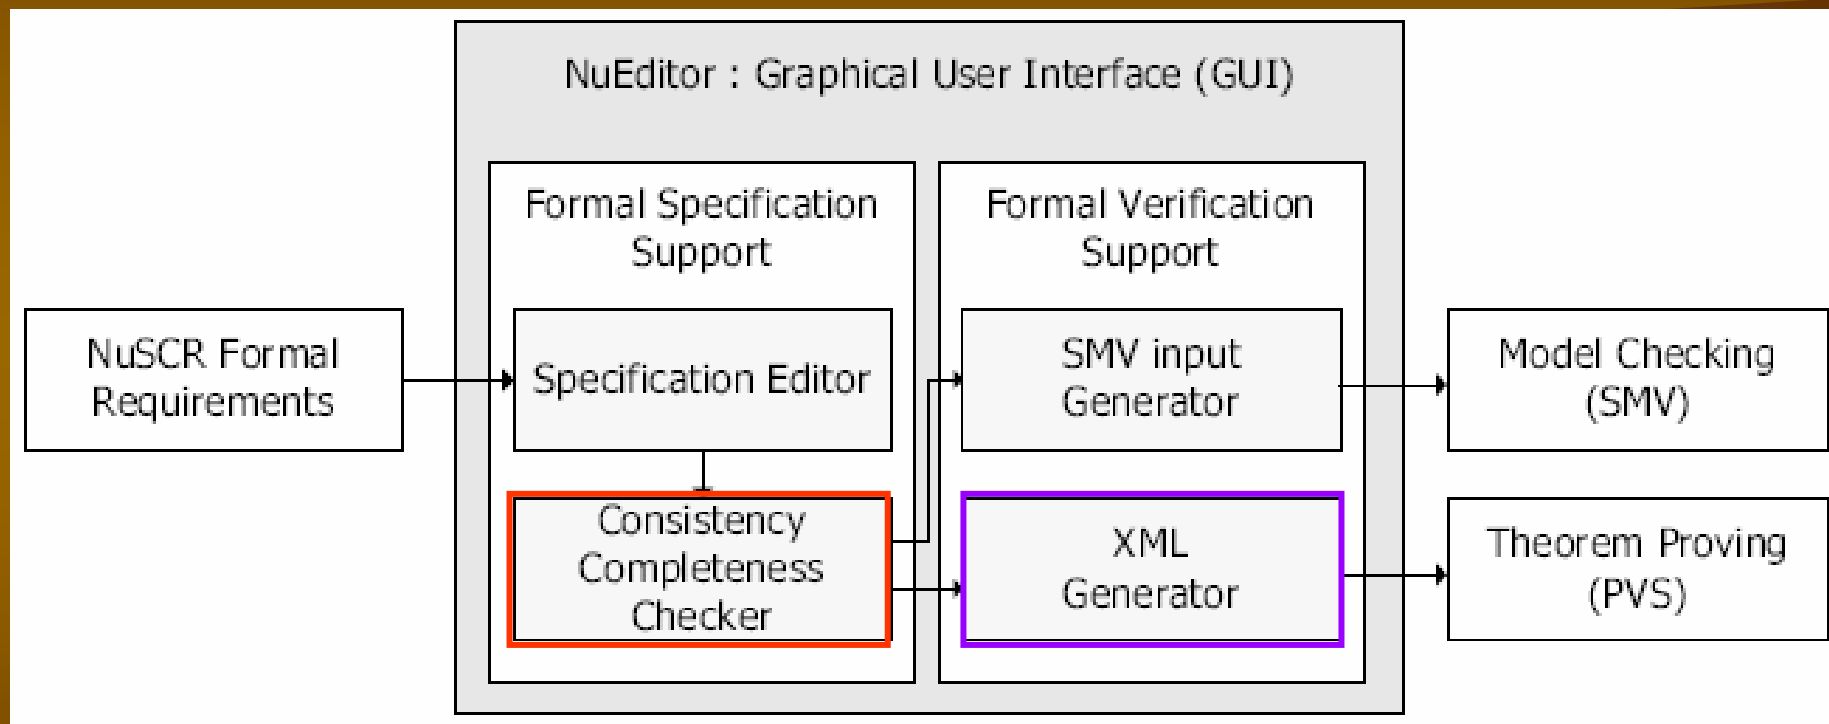 NuEditor : Graphical User Interface (GUI)
Formal Specification
Support
Formal Verification
Support
NuSCR Formal
Requirements
Specification Editor
SMV input
Generator
Model Checking
(SMV)
Consistency
Completeness
Checker
XML
Generator
Theorem Proving
(PVS)